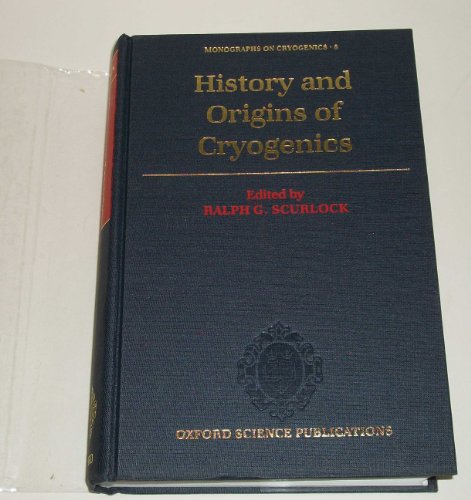 MONOGRAPHS ON CRYOGENICS · 8
History and
Origins of
Cryogenics
Edited by
RALPH G. SCURLOCK
OXFORD SCIENCE PUBLICATIONS